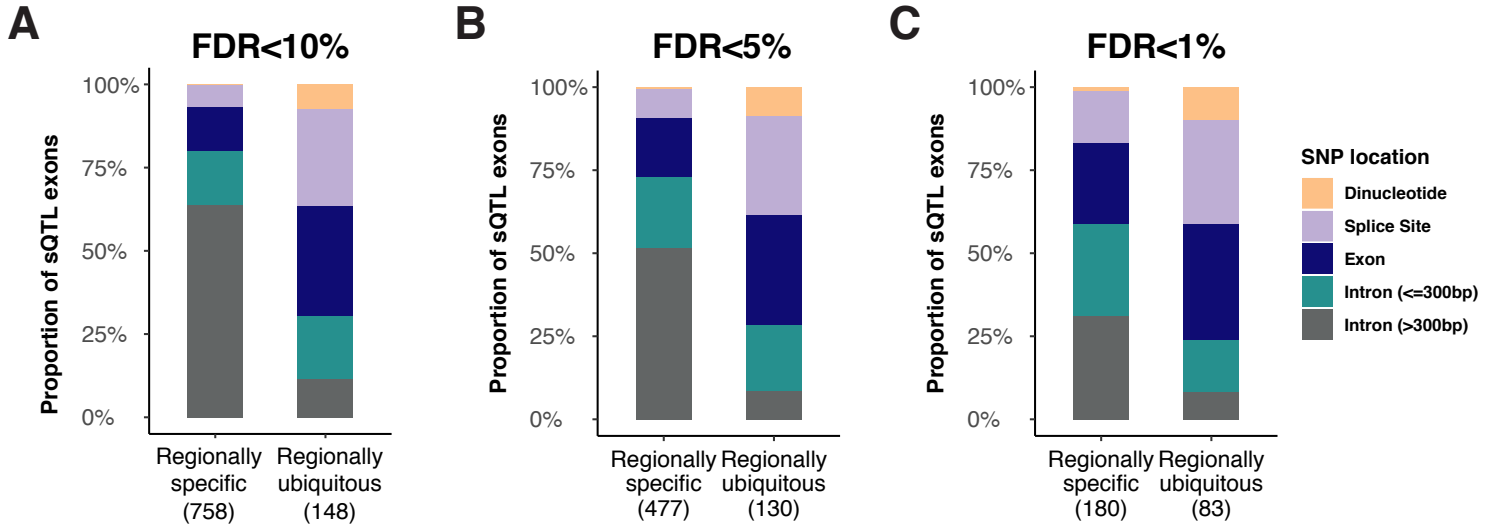 A
FDR<10%
Proportion of sQTL exons
100%
75%
50%
25%
0%
Regionally specific (758)
Regionally ubiquitous (148)
B
FDR<5%
Proportion of sQTL exons
100%
75%
50%
25%
0%
Regionally specific (477)
Regionally ubiquitous (130)
C
FDR<1%
Proportion of sQTL exons
100%
75%
50%
25%
0%
Regionally specific (180)
Regionally ubiquitous (83)
SNP location
Dinucleotide
Splice Site
Exon
Intron (<=300bp)
Intron (>300bp)